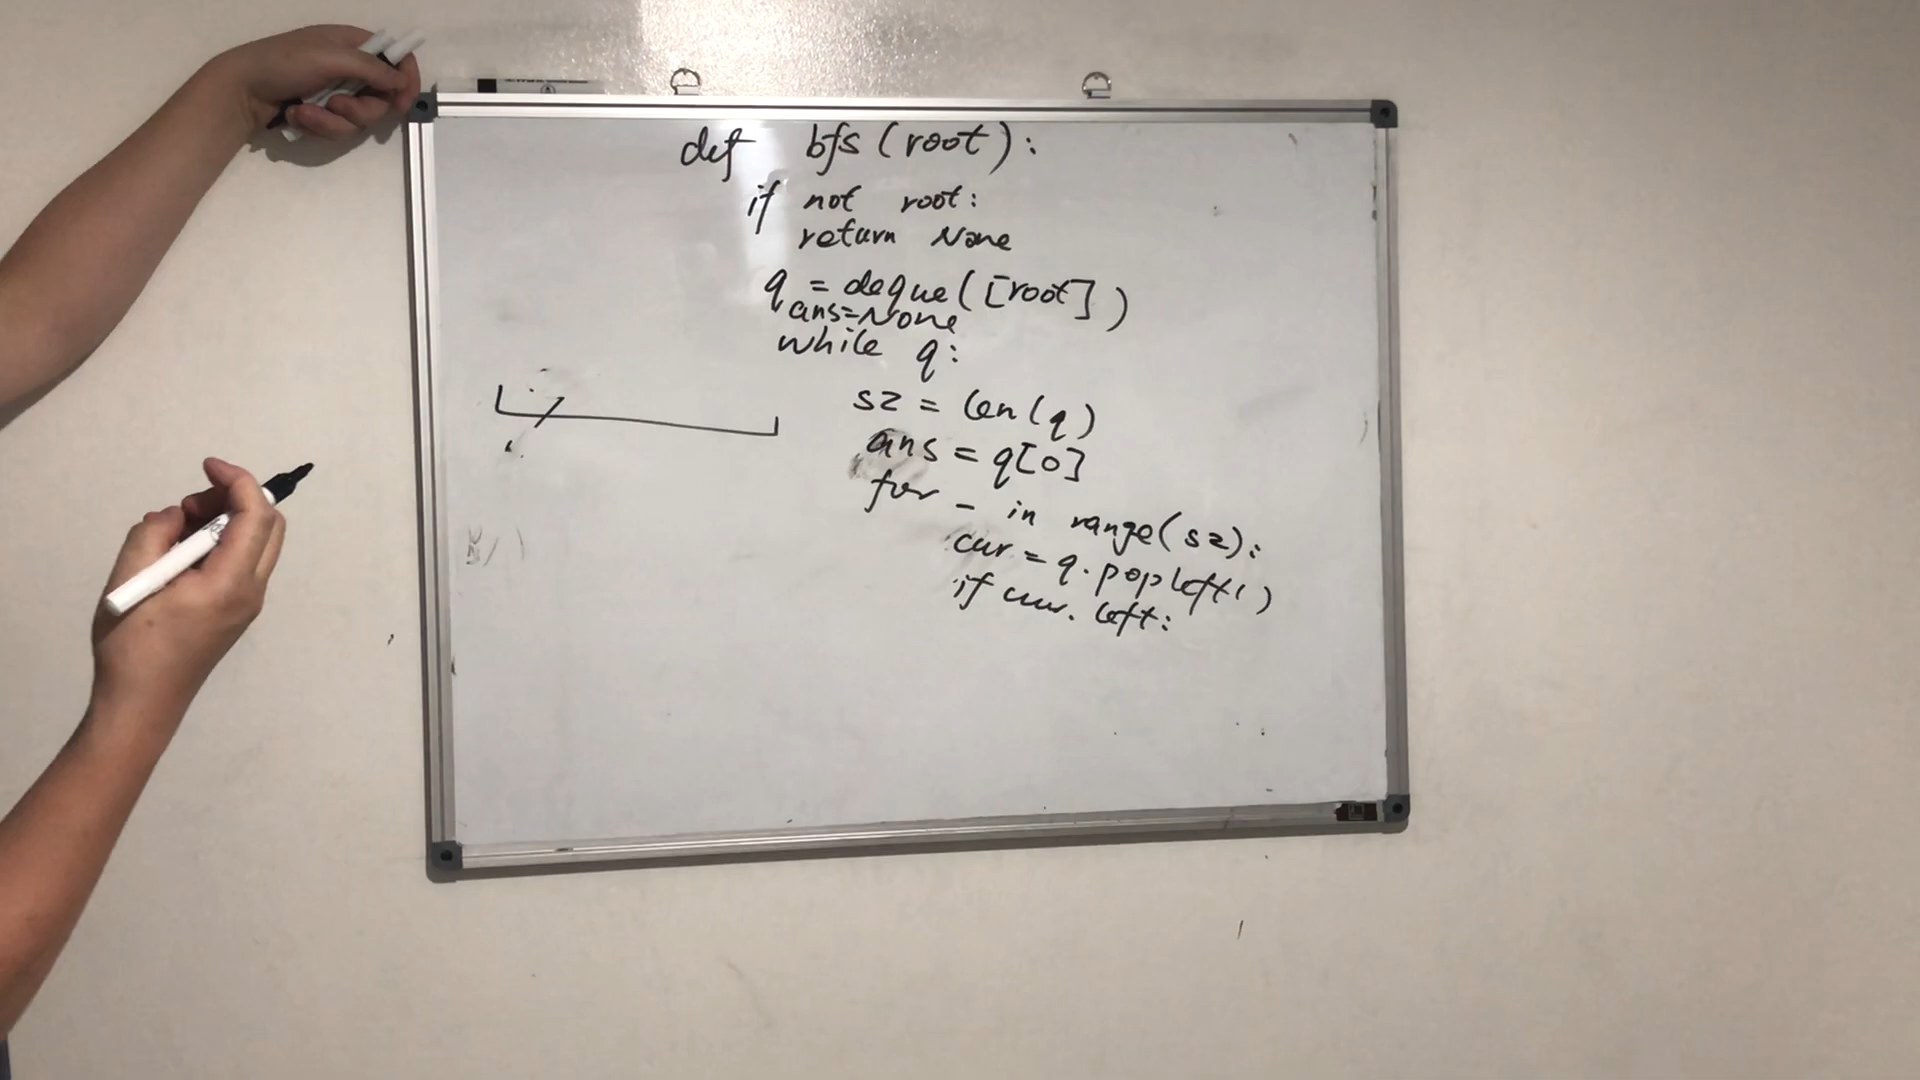 def bfs (root):
if not root:
return None
q = deque([root])
ans=None
while q:
sz = len(q)
ans = q[0]
for _ in range(sz):
cur = q.popleft()
if cur.left: